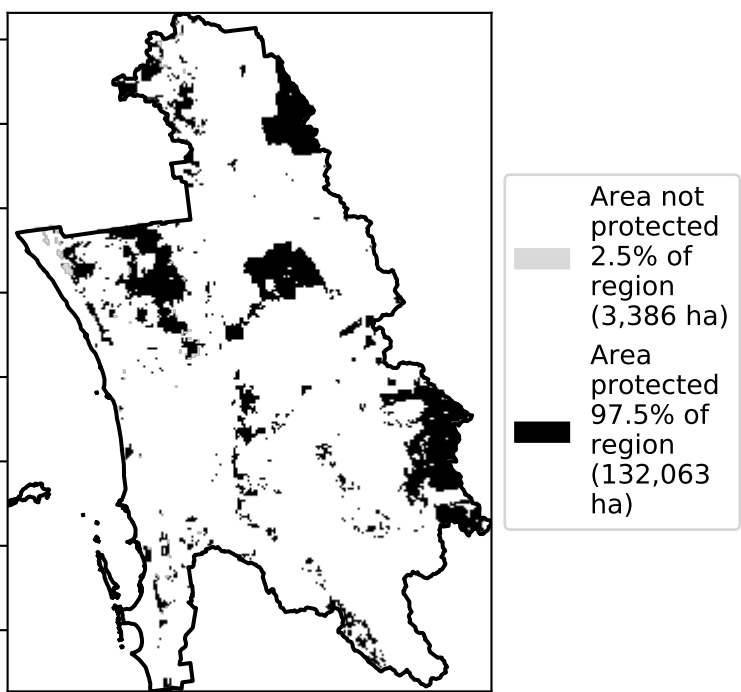 Area not
protected
2.5% of
region
(3,386 ha)
Area
protected
97.5% of
region
(132,063
ha)